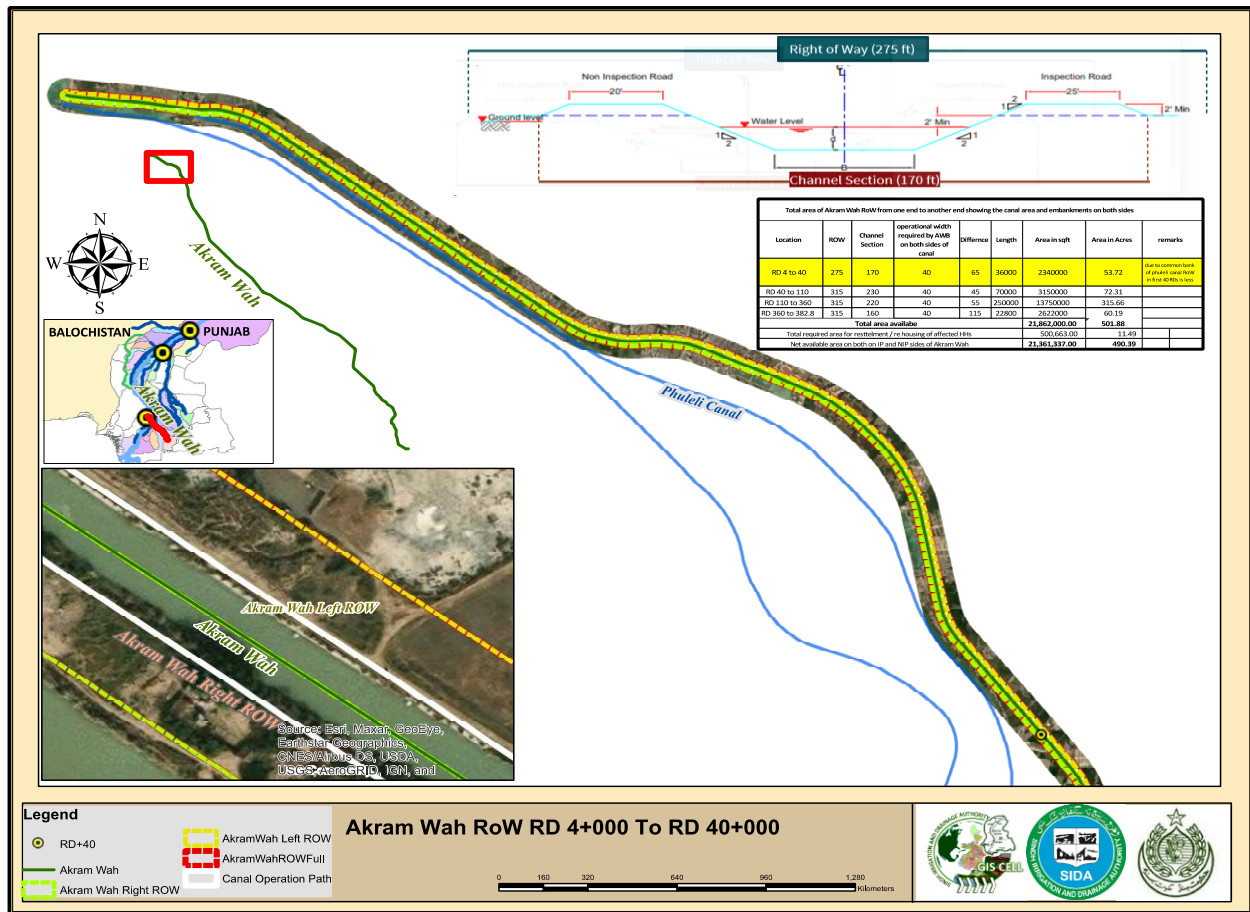 Right of Way (275 ft)
Non Inspection Road
Inspection Road
20'
25'
2' Min
Ground level
Water Level
2' Min
1
2
1
2
1
2
B
Channel Section (170 ft)
Total area of Akram Wah RoW from one end to another end showing the canal area and embankments on both sides
Location ROW Channel Section operational width required by AWB on both sides of canal Differnce Length Area in sqft Area in Acres remarks
RD 4 to 40 275 170 40 65 36000 2340000 53.72 due to common bank of phuleli canal RoW in first 40 RDs is less
RD 40 to 110 315 230 40 45 70000 3150000 72.31
RD 110 to 360 315 220 40 55 250000 13750000 315.66
RD 360 to 382.8 315 160 40 115 22800 2622000 60.19
Total area availabe 21,862,000.00 501.88
Total required area for resttelment / re housing of affected HHs 500,663.00 11.49
Net available area on both on IP and NIP sides of Akram Wah 21,361,337.00 490.39
Akram Wah
N
W E
S
BALOCHISTAN
PUNJAB
Akram Wah
Phuleli Canal
Akram Wah Left ROW
Akram Wah
Akram Wah Right ROW
Source: Esri, Maxar, GeoEye,
Earthstar Geographics,
CNES/Airbus DS, USDA,
USGS, AeroGRID, IGN, and
Legend
RD+40
Akram Wah
Akram Wah Right ROW
AkramWah Left ROW
AkramWahROWFull
Canal Operation Path
Akram Wah RoW RD 4+000 To RD 40+000
0 160 320 640 960 1,280
Kilometers
SINDH IRRIGATION AND DRAINAGE AUTHORITY
GIS CELL
SINDH IRRIGATION AND DRAINAGE AUTHORITY
SIDA